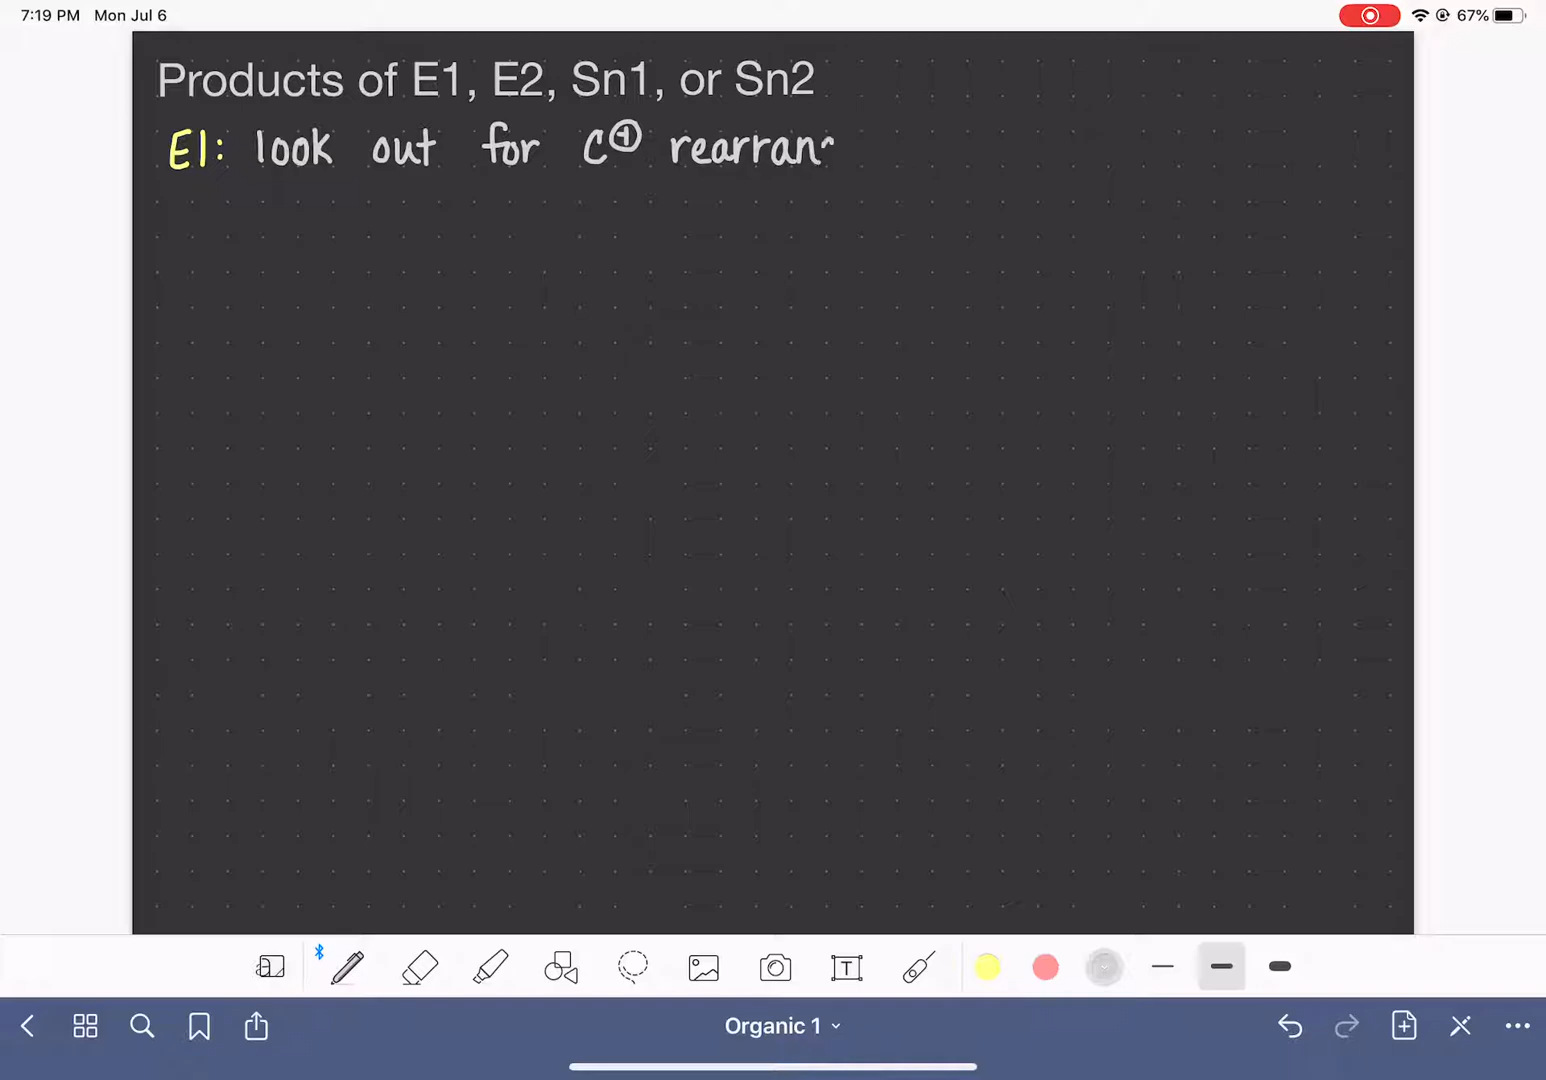 7:19 PM Mon Jul 6
67%
Products of E1, E2, Sn1, or Sn2
E1: look out for C⊕ rearran
Organic 1